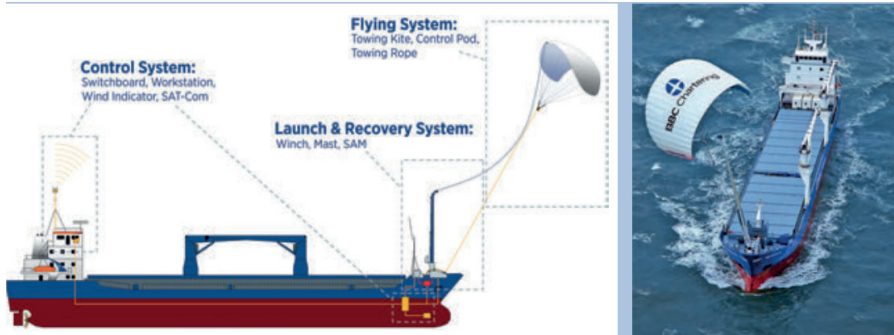 Flying System:
Towing Kite, Control Pod,
Towing Rope
Control System:
Switchboard, Workstation,
Wind Indicator, SAT-Com
Launch & Recovery System:
Winch, Mast, SAM
BBC Chartering